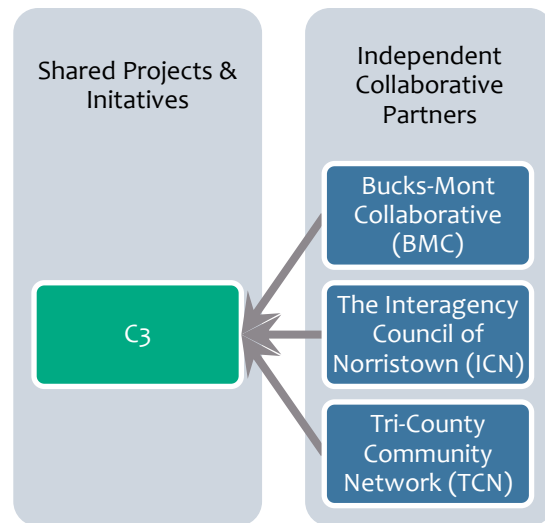 Shared Projects &
Initatives
C3
Independent
Collaborative
Partners
Bucks-Mont
Collaborative
(BMC)
The Interagency
Council of
Norristown (ICN)
Tri-County
Community
Network (TCN)